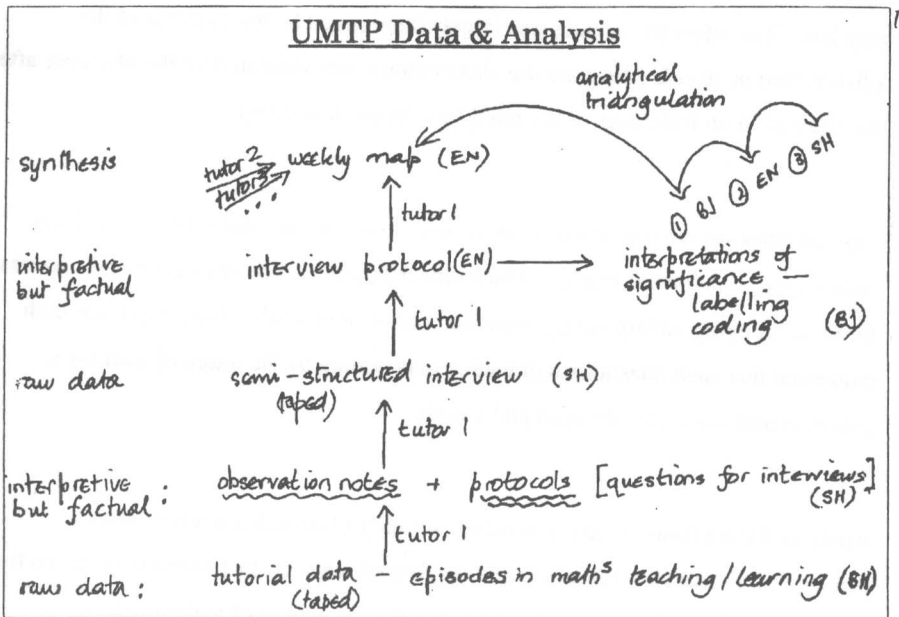 UMTP Data & Analysis
analytical
triangulation
synthesis
tutor 2
tutor 3
...
weekly map (EN)
① BJ ② EN ③ SH
tutor 1
interpretive
but factual
interview protocol (EN)
interpretations of
significance —
labelling
coding (BJ)
tutor 1
raw data
semi-structured interview (SH)
(taped)
tutor 1
interpretive
but factual :
observation notes + protocols [questions for interviews]
(SH)
tutor 1
raw data :
tutorial data - episodes in maths teaching/learning (SH)
(taped)